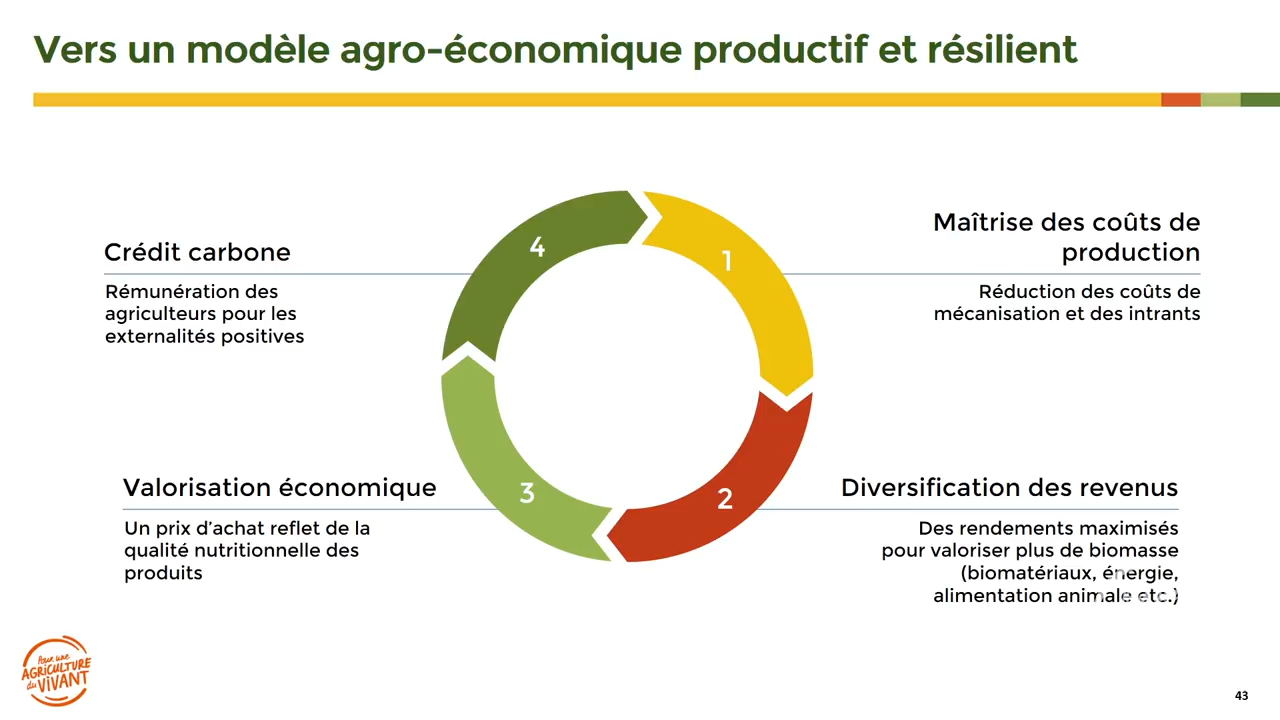 Vers un modèle agro-économique productif et résilient
4
1
Crédit carbone
Rémunération des
agriculteurs pour les
externalités positives
Maîtrise des coûts de
production
Réduction des coûts de
mécanisation et des intrants
3
2
Valorisation économique
Un prix d’achat reflet de la
qualité nutritionnelle des
produits
Diversification des revenus
Des rendements maximisés
pour valoriser plus de biomasse
(biomatériaux, énergie,
alimentation animale etc.)
Pour une
AGRICULTURE
du VIVANT
43